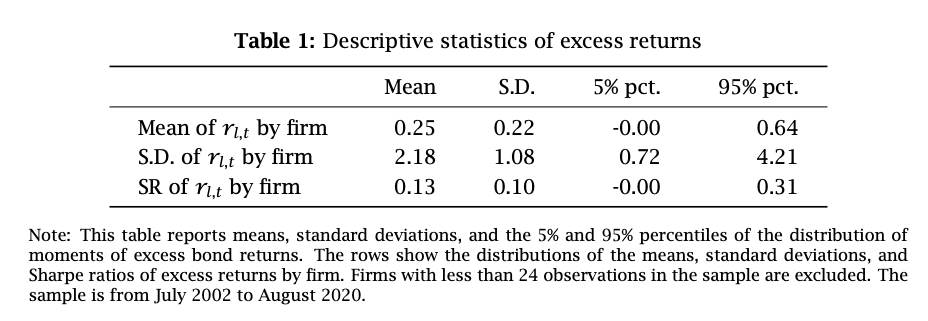 Table 1: Descriptive statistics of excess returns
Mean S.D. 5% pct. 95% pct.
Mean of r_{l,t} by firm 0.25 0.22 -0.00 0.64
S.D. of r_{l,t} by firm 2.18 1.08 0.72 4.21
SR of r_{l,t} by firm 0.13 0.10 -0.00 0.31
Note: This table reports means, standard deviations, and the 5% and 95% percentiles of the distribution of
moments of excess bond returns. The rows show the distributions of the means, standard deviations, and
Sharpe ratios of excess returns by firm. Firms with less than 24 observations in the sample are excluded. The
sample is from July 2002 to August 2020.